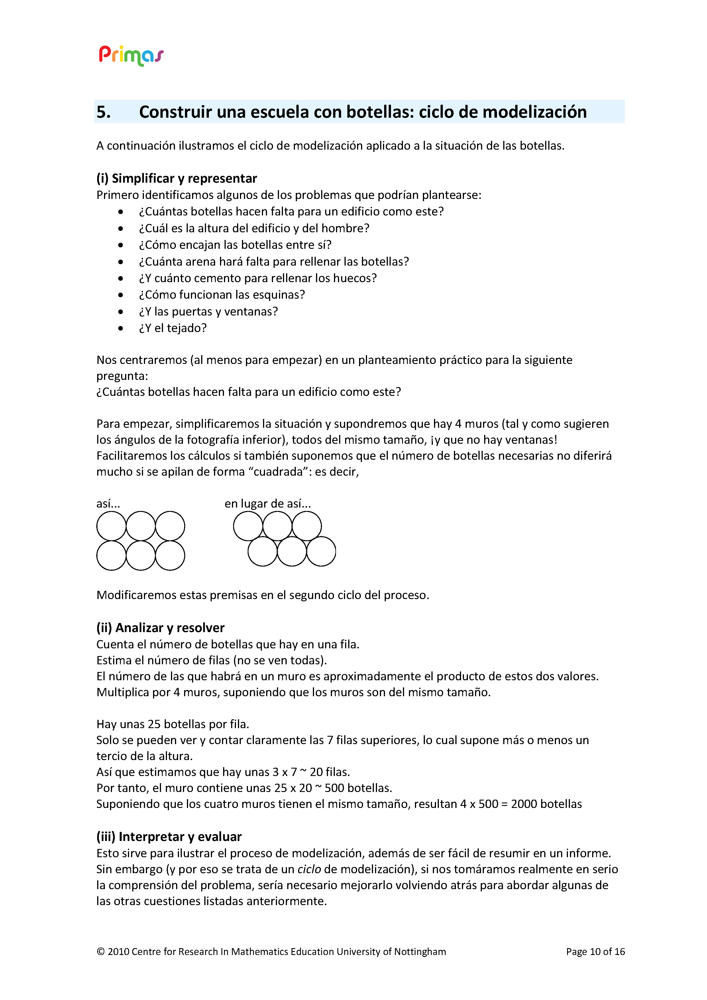 Primas
5. Construir una escuela con botellas: ciclo de modelización
A continuación ilustramos el ciclo de modelización aplicado a la situación de las botellas.
(i) Simplificar y representar
Primero identificamos algunos de los problemas que podrían plantearse:
• ¿Cuántas botellas hacen falta para un edificio como este?
• ¿Cuál es la altura del edificio y del hombre?
• ¿Cómo encajan las botellas entre sí?
• ¿Cuánta arena hará falta para rellenar las botellas?
• ¿Y cuánto cemento para rellenar los huecos?
• ¿Cómo funcionan las esquinas?
• ¿Y las puertas y ventanas?
• ¿Y el tejado?
Nos centraremos (al menos para empezar) en un planteamiento práctico para la siguiente
pregunta:
¿Cuántas botellas hacen falta para un edificio como este?
Para empezar, simplificaremos la situación y supondremos que hay 4 muros (tal y como sugieren
los ángulos de la fotografía inferior), todos del mismo tamaño, ¡y que no hay ventanas!
Facilitaremos los cálculos si también suponemos que el número de botellas necesarias no diferirá
mucho si se apilan de forma “cuadrada”: es decir,
así... en lugar de así...
Modificaremos estas premisas en el segundo ciclo del proceso.
(ii) Analizar y resolver
Cuenta el número de botellas que hay en una fila.
Estima el número de filas (no se ven todas).
El número de las que habrá en un muro es aproximadamente el producto de estos dos valores.
Multiplica por 4 muros, suponiendo que los muros son del mismo tamaño.
Hay unas 25 botellas por fila.
Solo se pueden ver y contar claramente las 7 filas superiores, lo cual supone más o menos un
tercio de la altura.
Así que estimamos que hay unas 3 x 7 ~ 20 filas.
Por tanto, el muro contiene unas 25 x 20 ~ 500 botellas.
Suponiendo que los cuatro muros tienen el mismo tamaño, resultan 4 x 500 = 2000 botellas
(iii) Interpretar y evaluar
Esto sirve para ilustrar el proceso de modelización, además de ser fácil de resumir en un informe.
Sin embargo (y por eso se trata de un ciclo de modelización), si nos tomáramos realmente en serio
la comprensión del problema, sería necesario mejorarlo volviendo atrás para abordar algunas de
las otras cuestiones listadas anteriormente.
© 2010 Centre for Research In Mathematics Education University of Nottingham Page 10 of 16